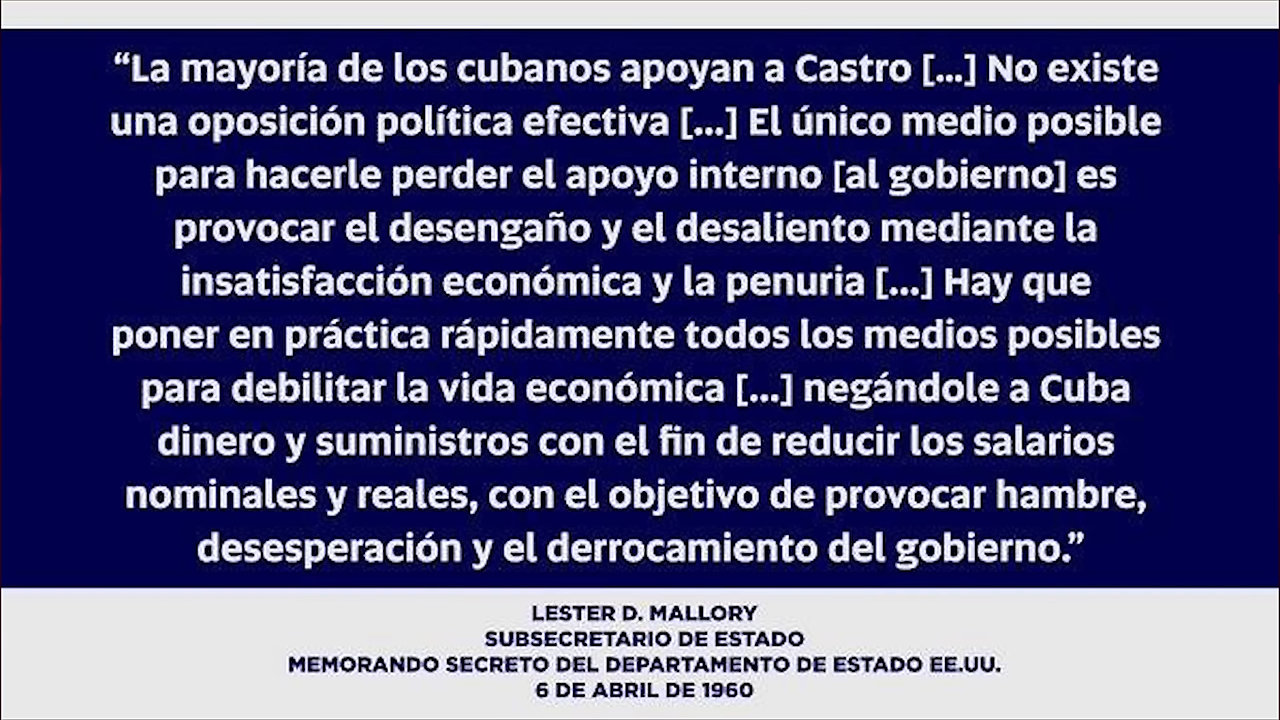 “La mayoría de los cubanos apoyan a Castro [...] No existe
una oposición política efectiva [...] El único medio posible
para hacerle perder el apoyo interno [al gobierno] es
provocar el desengaño y el desaliento mediante la
insatisfacción económica y la penuria [...] Hay que
poner en práctica rápidamente todos los medios posibles
para debilitar la vida económica [...] negándole a Cuba
dinero y suministros con el fin de reducir los salarios
nominales y reales, con el objetivo de provocar hambre,
desesperación y el derrocamiento del gobierno.”
LESTER D. MALLORY
SUBSECRETARIO DE ESTADO
MEMORANDO SECRETO DEL DEPARTAMENTO DE ESTADO EE.UU.
6 DE ABRIL DE 1960